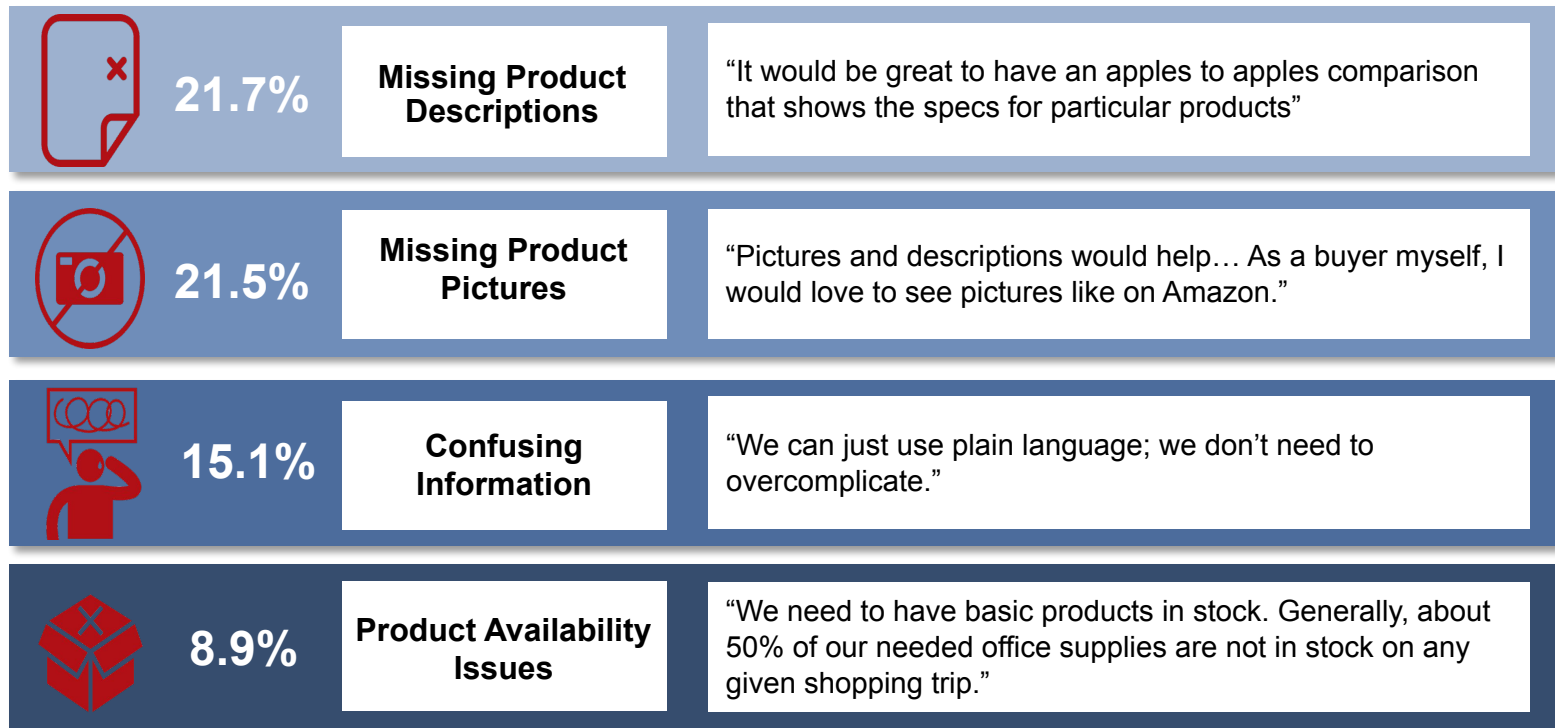 21.7%
Missing Product
Descriptions
“It would be great to have an apples to apples comparison
that shows the specs for particular products”
21.5%
Missing Product
Pictures
“Pictures and descriptions would help… As a buyer myself, I
would love to see pictures like on Amazon.”
15.1%
Confusing
Information
“We can just use plain language; we don’t need to
overcomplicate.”
8.9%
Product Availability
Issues
“We need to have basic products in stock. Generally, about
50% of our needed office supplies are not in stock on any
given shopping trip.”